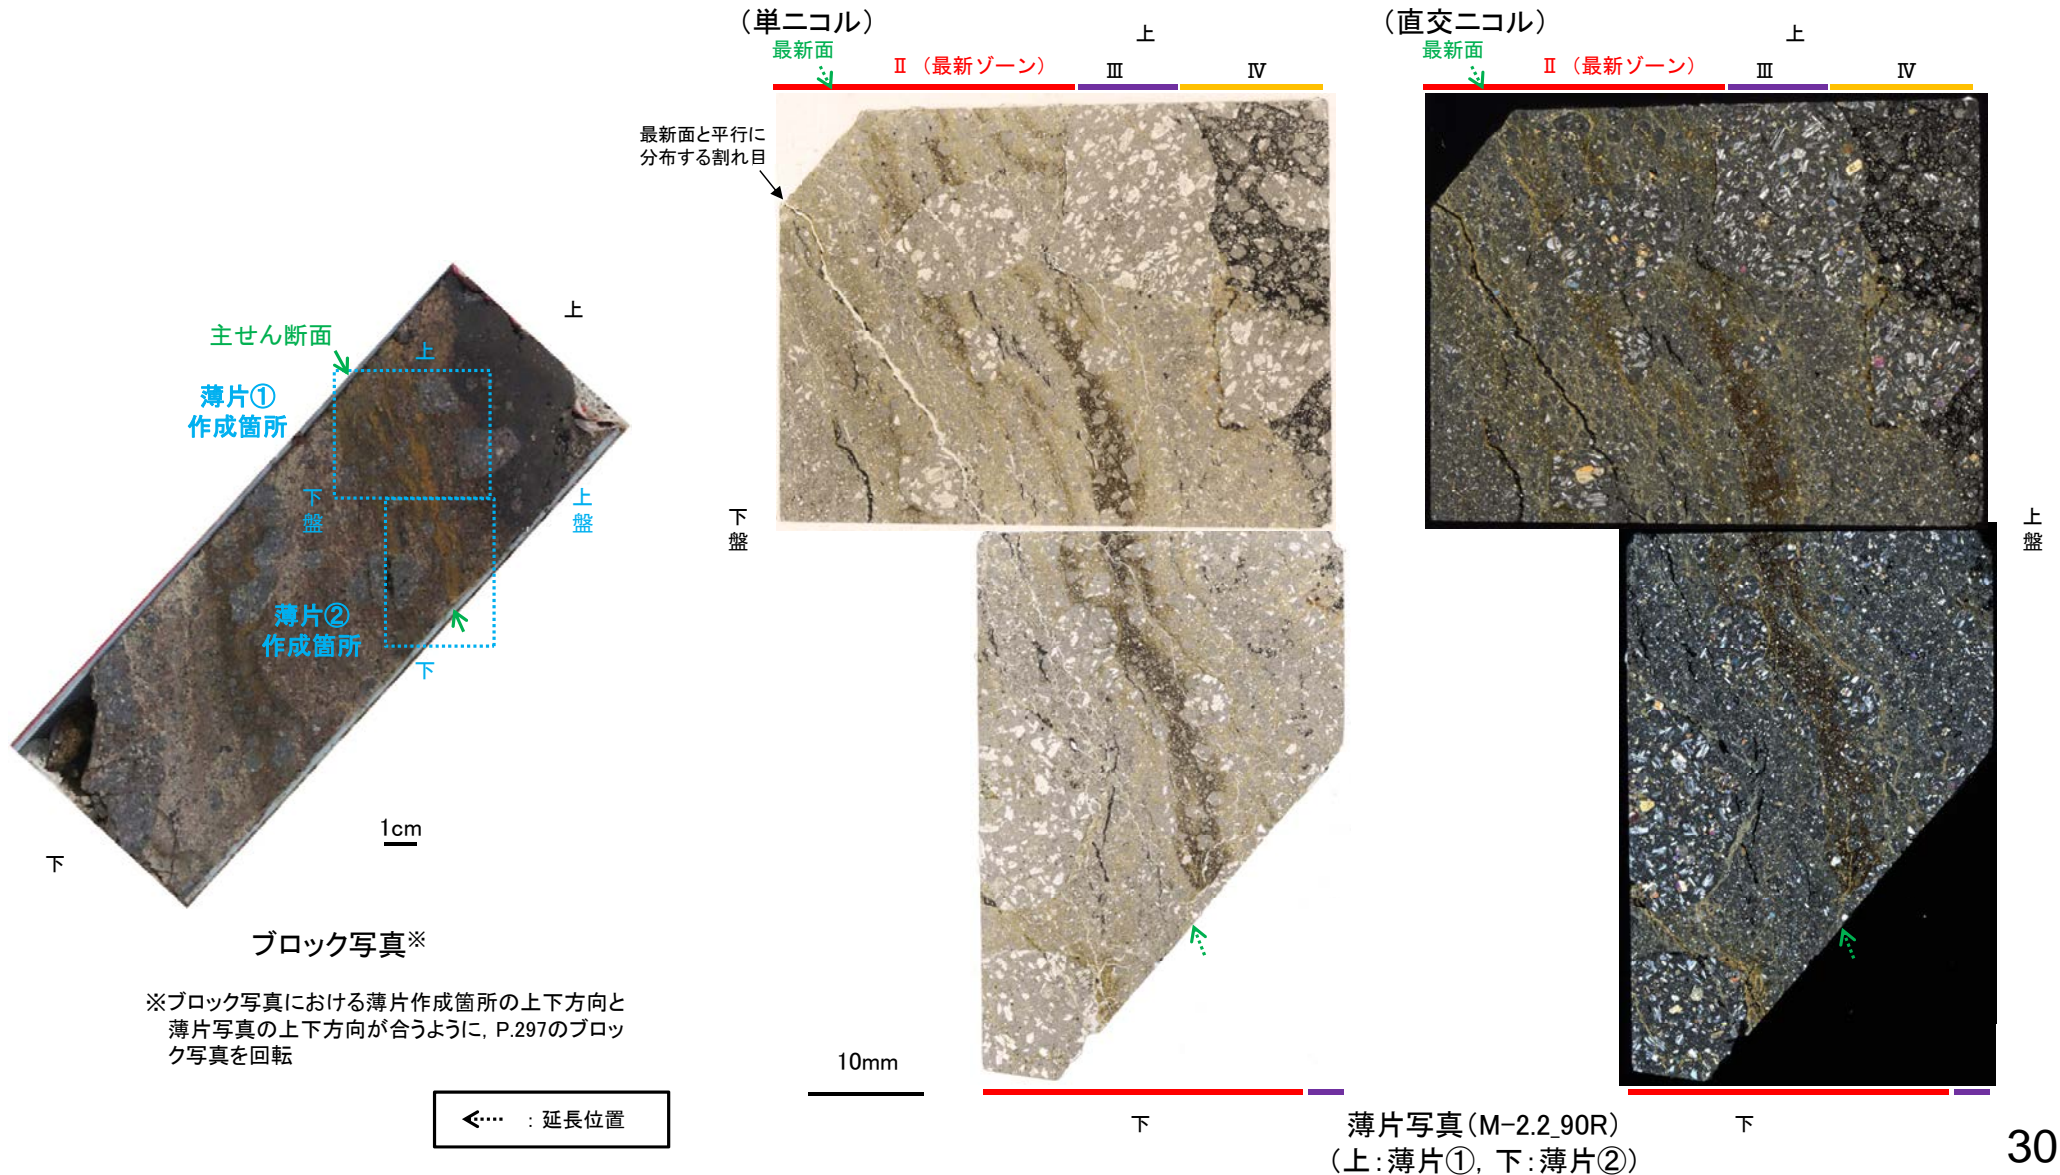 （単ニコル）
上
最新面
Ⅱ（最新ゾーン）
Ⅲ
Ⅳ
最新面と平行に
分布する割れ目
（直交ニコル）
上
最新面
Ⅱ（最新ゾーン）
Ⅲ
Ⅳ
上
主せん断面
上
薄片①
作成箇所
下盤
上盤
薄片②
作成箇所
下
1cm
下
ブロック写真※
※ブロック写真における薄片作成箇所の上下方向と
薄片写真の上下方向が合うように，P.297のブロッ
ク写真を回転
：延長位置
下盤
上盤
10mm
下
下
薄片写真（M-2.2_90R）
（上：薄片①，下：薄片②）
30